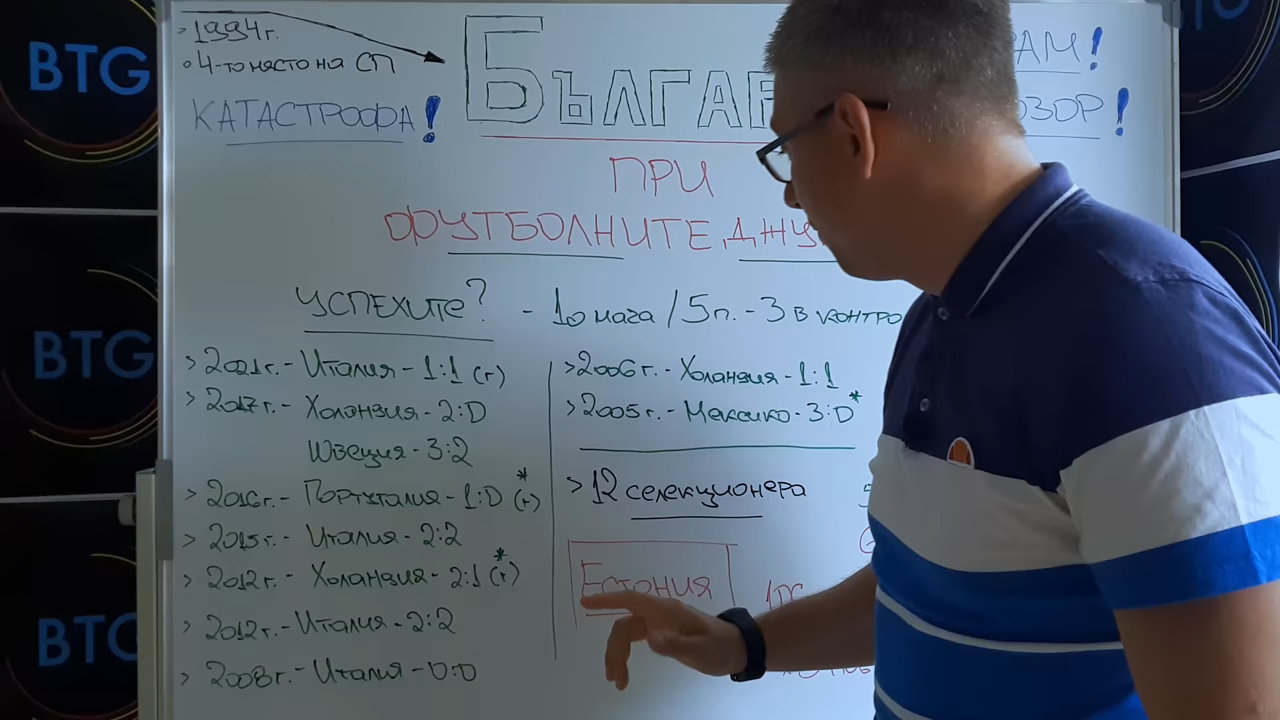 BTG
BTG
BTG
> 1994г.
о 4-то място на СП
КАТАСТРОФА!
БЪЛГАР
РАМ!
ОЗОР!
ПРИ
ФУТБОЛНИТЕ ДЖУ
УСПЕХИТЕ? - 10 мача / 5п. - 3 в контро
> 2021г. - Италия - 1:1 (г)
> 2017г. - Холандия - 2:0
Швеция - 3:2
> 2016г. - Португалия - 1:0 (г)*
> 2015г. - Италия - 2:2
> 2012г. - Холандия - 2:1 (г)*
> 2012г. - Италия - 2:2
> 2008г. - Италия - 0:0
> 2006г. - Холандия - 1:1
> 2005г. - Мексико - 3:0*
> 12 селекционера
Естония